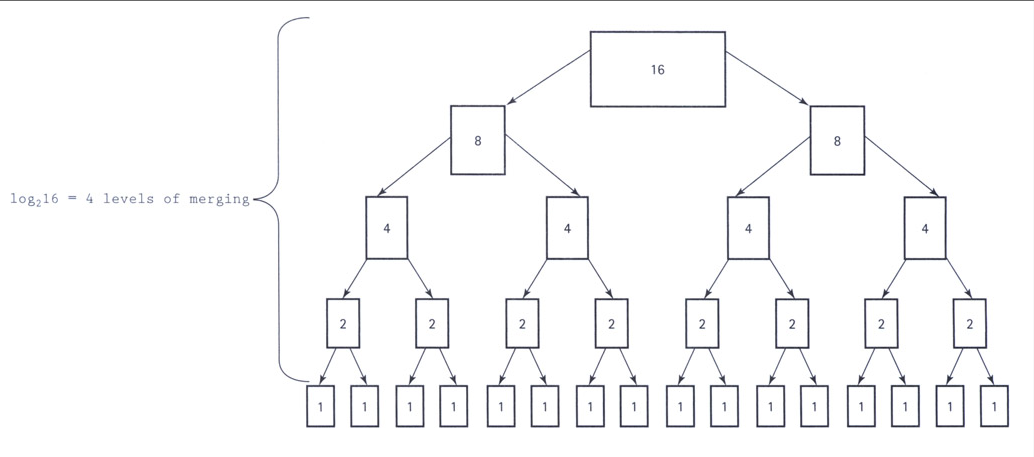 16
8 8
log₂16 = 4 levels of merging
4 4 4 4
2 2 2 2 2 2 2 2
1 1 1 1 1 1 1 1 1 1 1 1 1 1 1 1